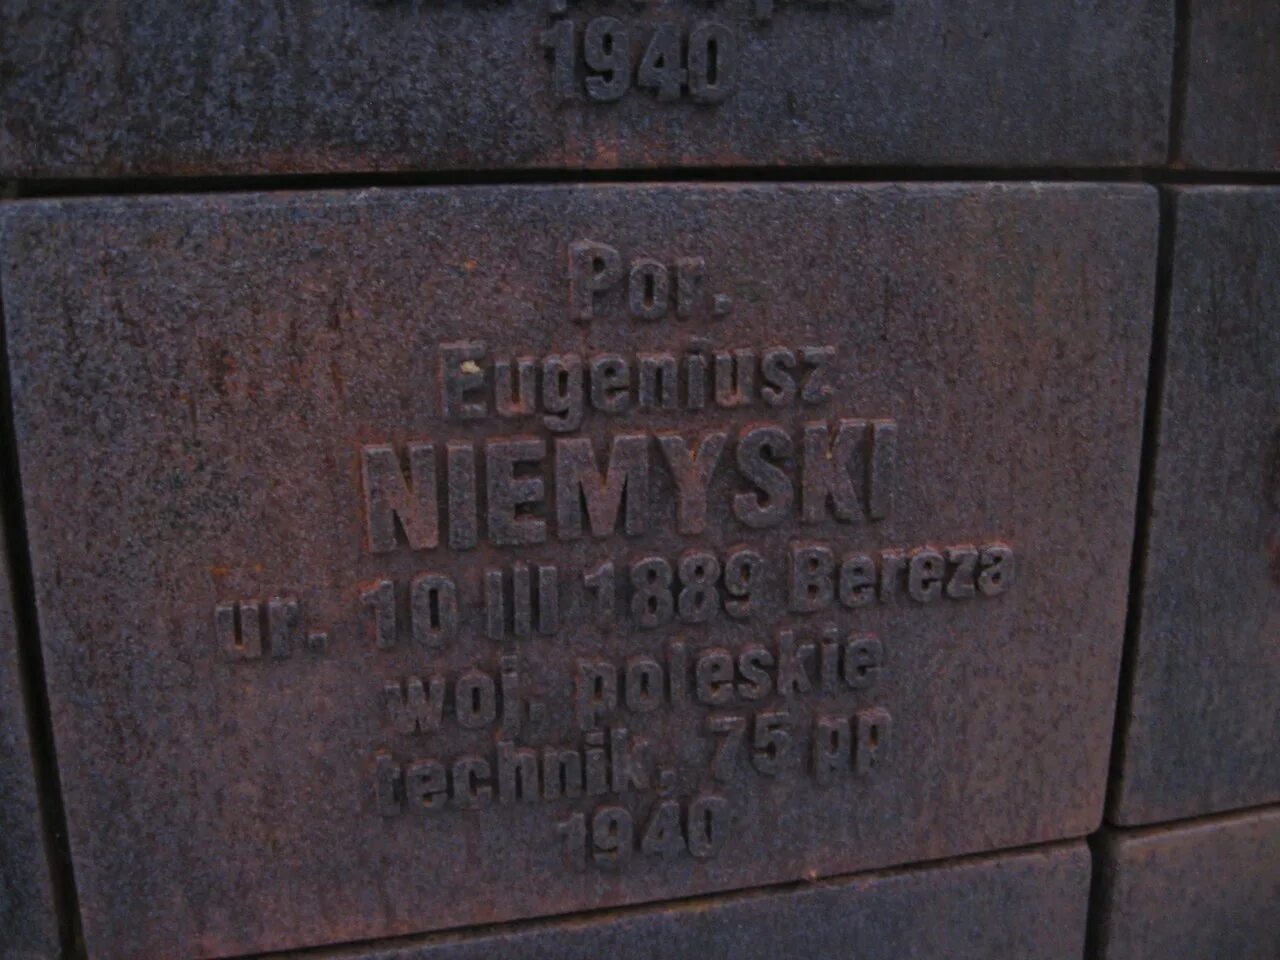 1940
Por.
Eugeniusz
NIEMYSKI
ur. 10 III 1889 Bereza
woj. poleskie
technik, 75 pp
1940